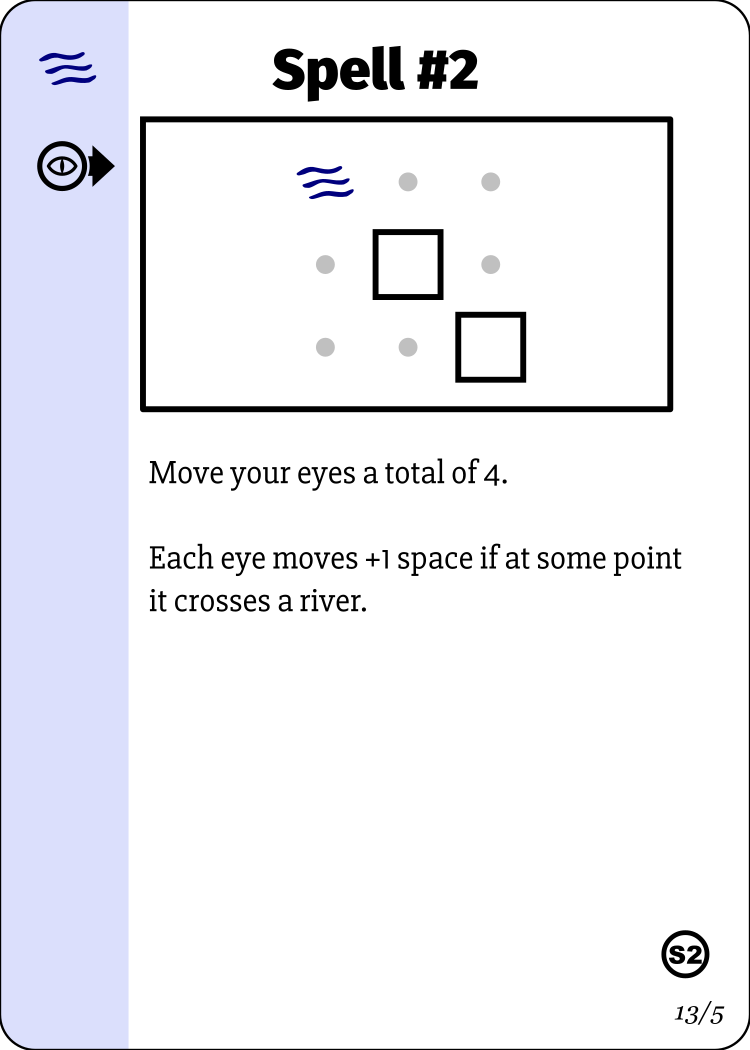 Spell #2
Move your eyes a total of 4.
Each eye moves +1 space if at some point
it crosses a river.
S2
13/5